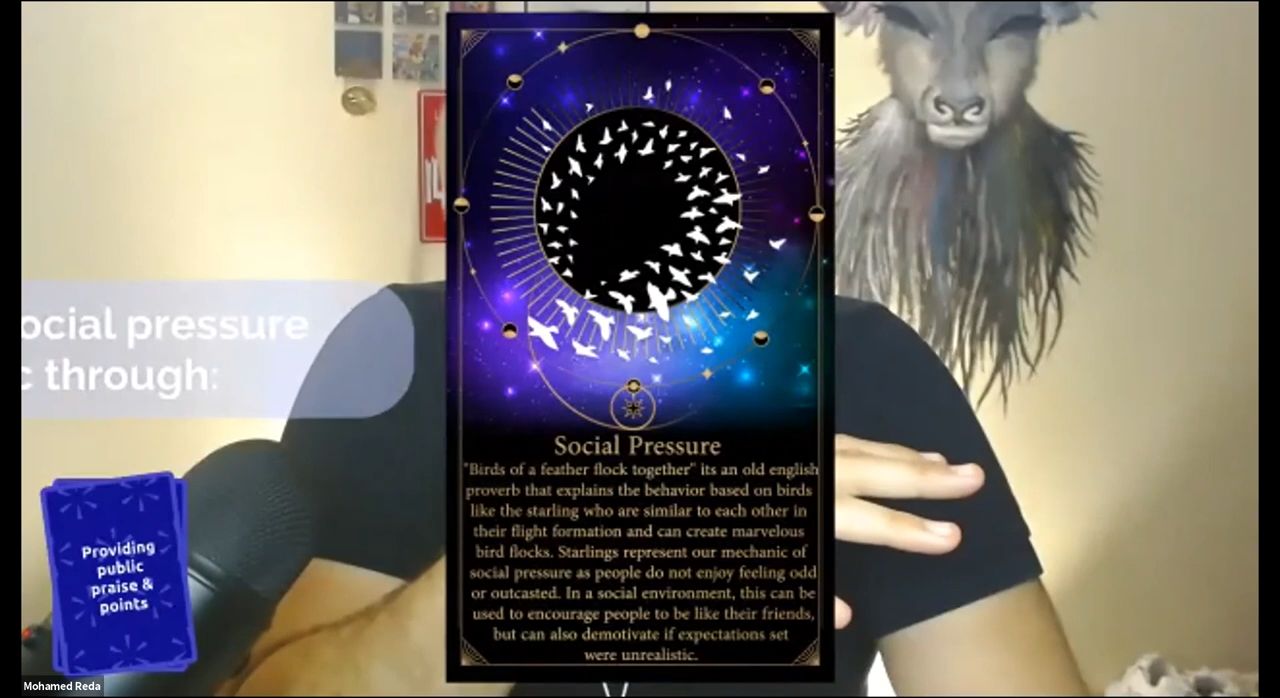 ocial pressure
c through:
Providing
public
praise &
points
Social Pressure
"Birds of a feather flock together" its an old english
proverb that explains the behavior based on birds
like the starling who are similar to each other in
their flight formation and can create marvelous
bird flocks. Starlings represent our mechanic of
social pressure as people do not enjoy feeling odd
or outcasted. In a social environment, this can be
used to encourage people to be like their friends,
but can also demotivate if expectations set
were unrealistic.
Mohamed Reda